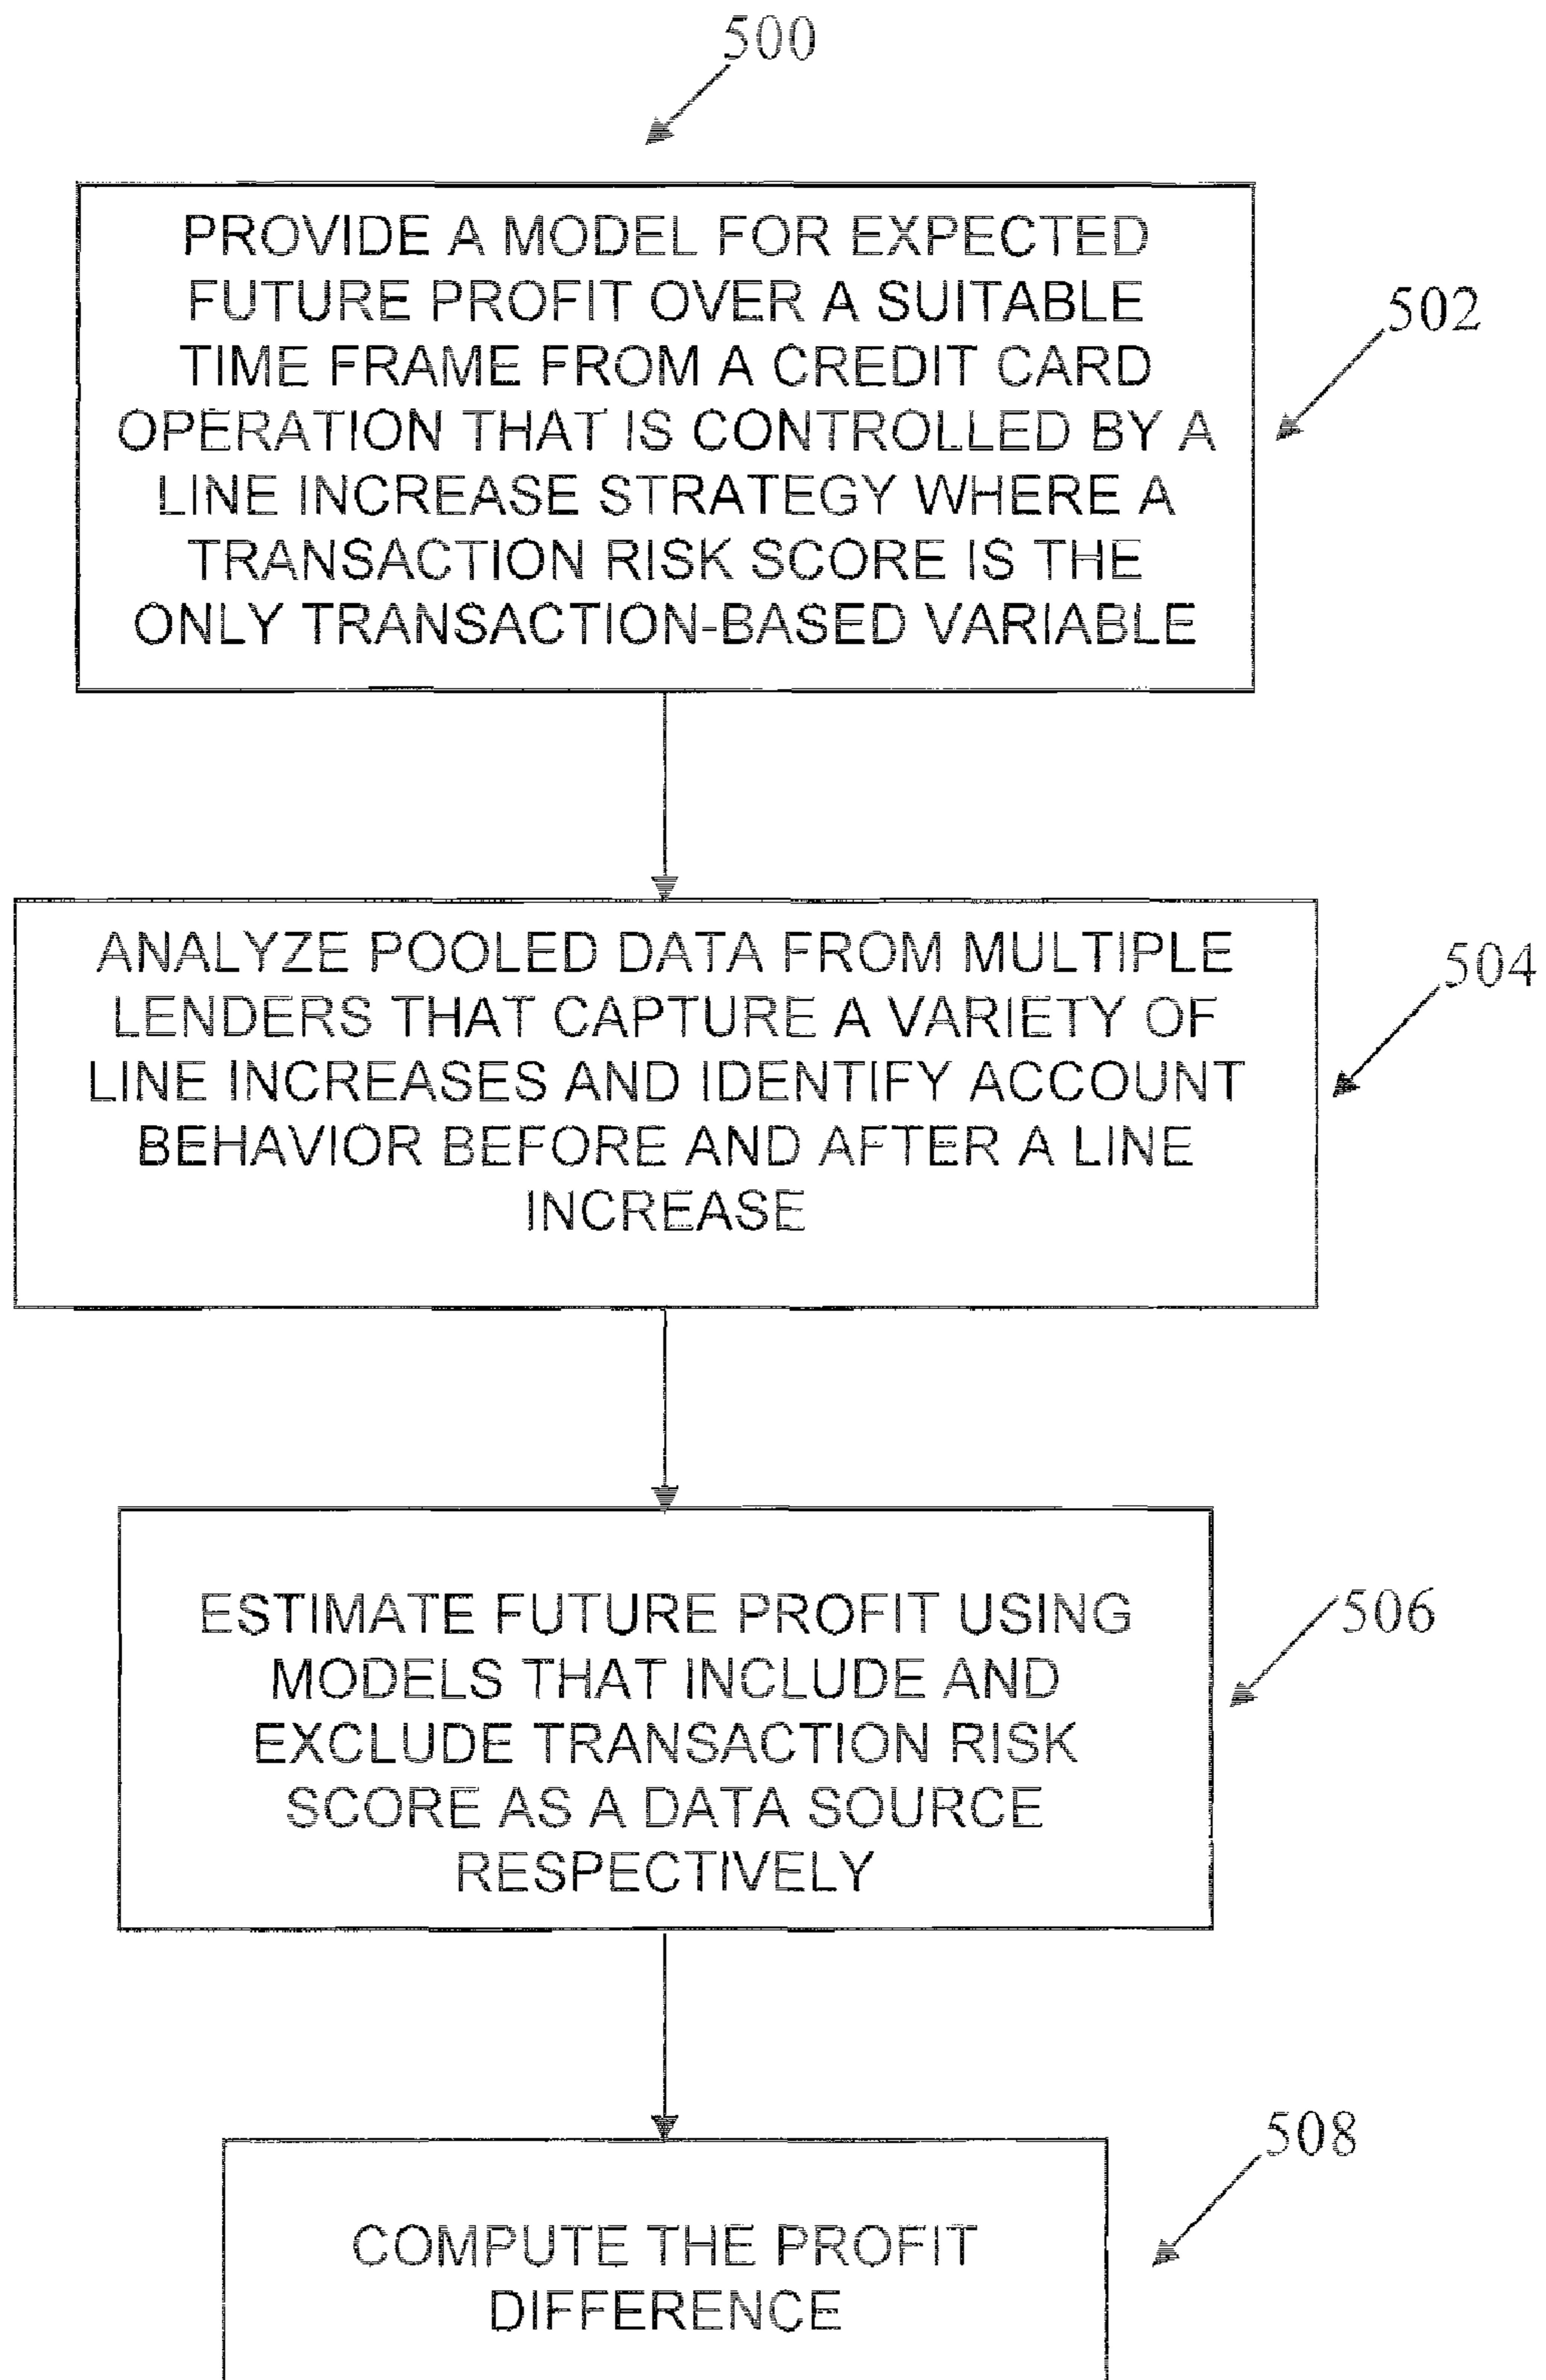 500
PROVIDE A MODEL FOR EXPECTED
FUTURE PROFIT OVER A SUITABLE
TIME FRAME FROM A CREDIT CARD
OPERATION THAT IS CONTROLLED BY A
LINE INCREASE STRATEGY WHERE A
TRANSACTION RISK SCORE IS THE
ONLY TRANSACTION-BASED VARIABLE
502
ANALYZE POOLED DATA FROM MULTIPLE
LENDERS THAT CAPTURE A VARIETY OF
LINE INCREASES AND IDENTIFY ACCOUNT
BEHAVIOR BEFORE AND AFTER A LINE
INCREASE
504
ESTIMATE FUTURE PROFIT USING
MODELS THAT INCLUDE AND
EXCLUDE TRANSACTION RISK
SCORE AS A DATA SOURCE
RESPECTIVELY
506
COMPUTE THE PROFIT
DIFFERENCE
508